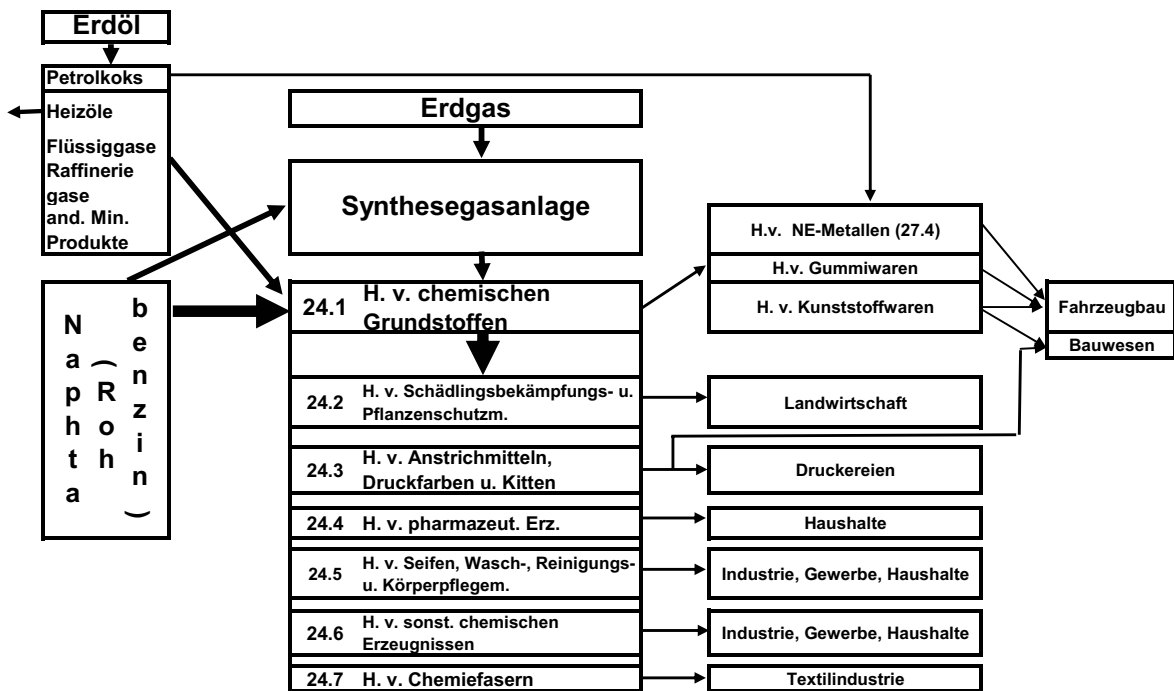 Erdöl
Petrolkoks
Heizöle
Flüssiggase
Raffinerie
gase
and. Min.
Produkte
Naphta
(Roh
benzin)
Erdgas
Synthesegasanlage
24.1
H. v. chemischen
Grundstoffen
24.2
H. v. Schädlingsbekämpfungs- u.
Pflanzenschutzm.
24.3
H. v. Anstrichmitteln,
Druckfarben u. Kitten
24.4
H. v. pharmazeut. Erz.
24.5
H. v. Seifen, Wasch-, Reinigungs-
u. Körperpflegem.
24.6
H. v. sonst. chemischen
Erzeugnissen
24.7
H. v. Chemiefasern
H.v. NE-Metallen (27.4)
H.v. Gummiwaren
H. v. Kunststoffwaren
Landwirtschaft
Druckereien
Haushalte
Industrie, Gewerbe, Haushalte
Industrie, Gewerbe, Haushalte
Textilindustrie
Fahrzeugbau
Bauwesen